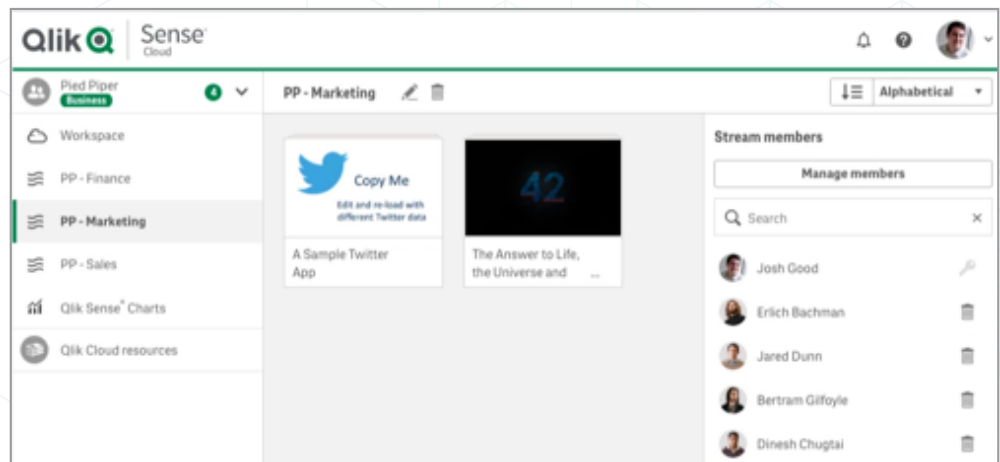 Qlik Sense®
Cloud
Pied Piper
Business
4
PP - Marketing
Alphabetical
Workspace
PP - Finance
PP - Marketing
PP - Sales
Qlik Sense® Charts
Qlik Cloud resources
Copy Me
Edit and re-load with
different Twitter data
A Sample Twitter
App
42
The Answer to Life,
the Universe and ...
Stream members
Manage members
Search
Josh Good
Erlich Bachman
Jared Dunn
Bertram Gilfoyle
Dinesh Chugtai